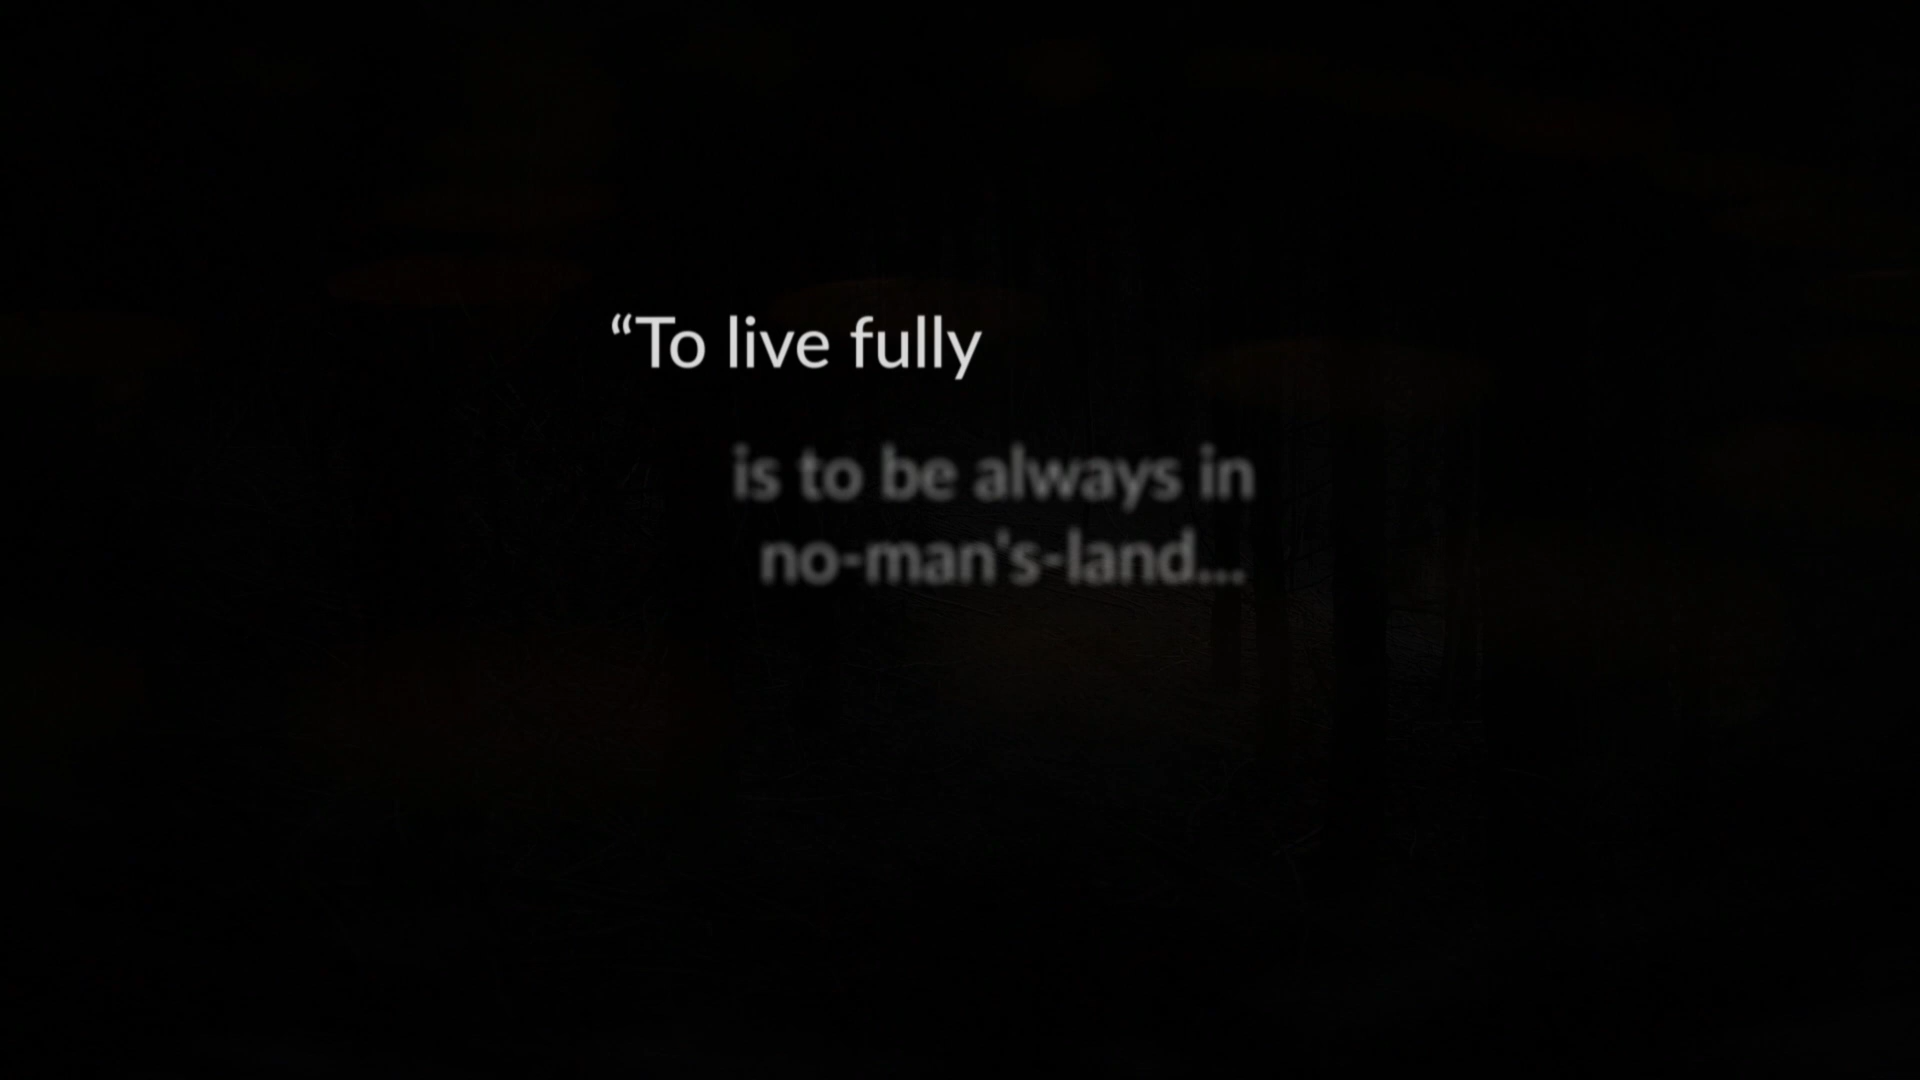 “To live fully
is to be always in
no-man's-land...